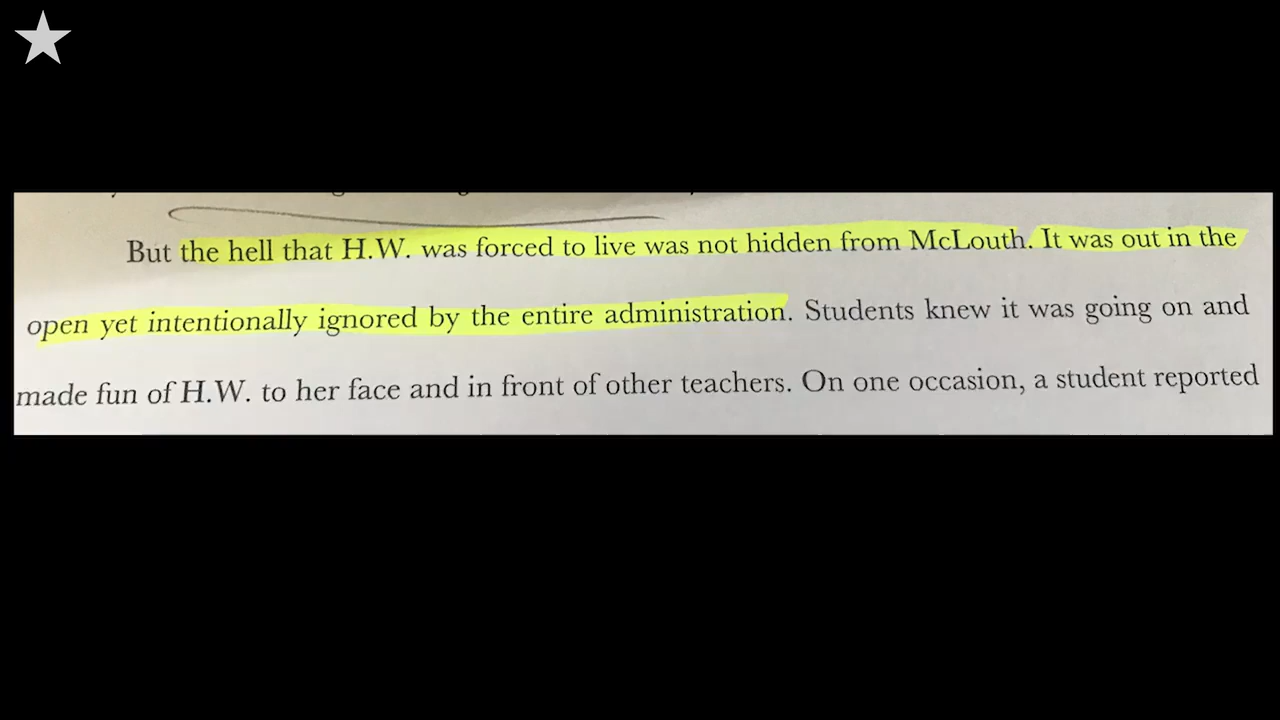 But the hell that H.W. was forced to live was not hidden from McLouth. It was out in the
open yet intentionally ignored by the entire administration. Students knew it was going on and
made fun of H.W. to her face and in front of other teachers. On one occasion, a student reported